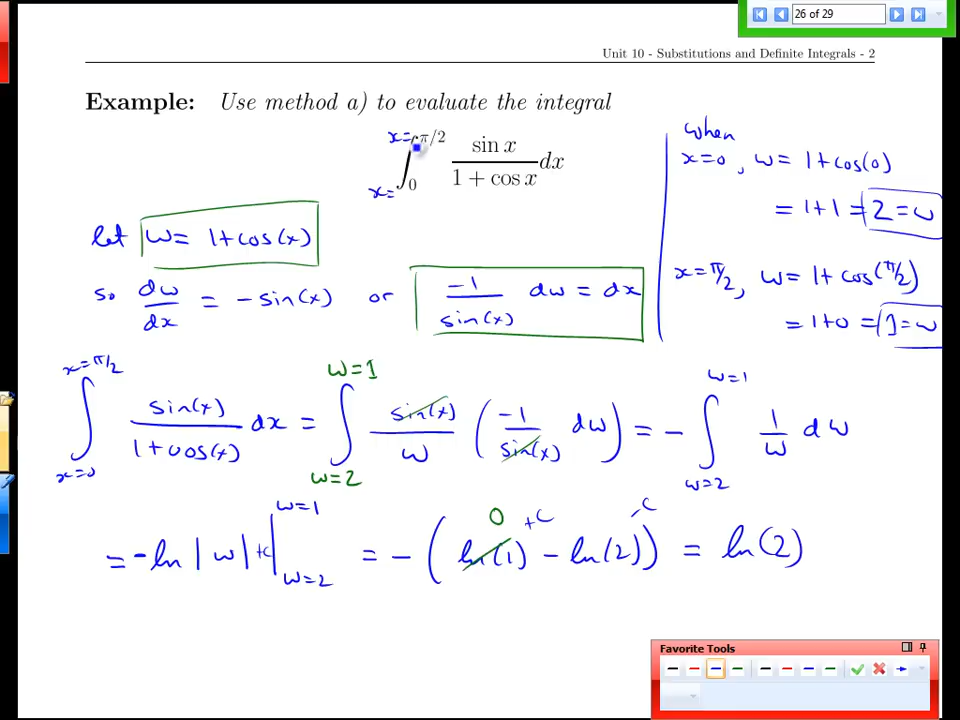 26 of 29
Unit 10 - Substitutions and Definite Integrals - 2
Example: Use method a) to evaluate the integral
x= ∫₀^{π/2} sin x / (1 + cos x) dx
x=
when
x=0, w= 1+cos(0)
= 1+1 = 2 = w
x=π/2, w= 1+cos(π/2)
= 1+0 = 1=w
let w= 1+cos(x)
so dw/dx = -sin(x) or -1/sin(x) dw = dx
∫_{x=0}^{x=π/2} sin(x)/(1+cos(x)) dx = ∫_{w=2}^{w=1} sin(x)/w (-1/sin(x) dw) = - ∫_{w=2}^{w=1} 1/w dw
= -ln|w| +c |_{w=2}^{w=1} = -(ln(1) 0 +C - ln(2) -C) = ln(2)
Favorite Tools